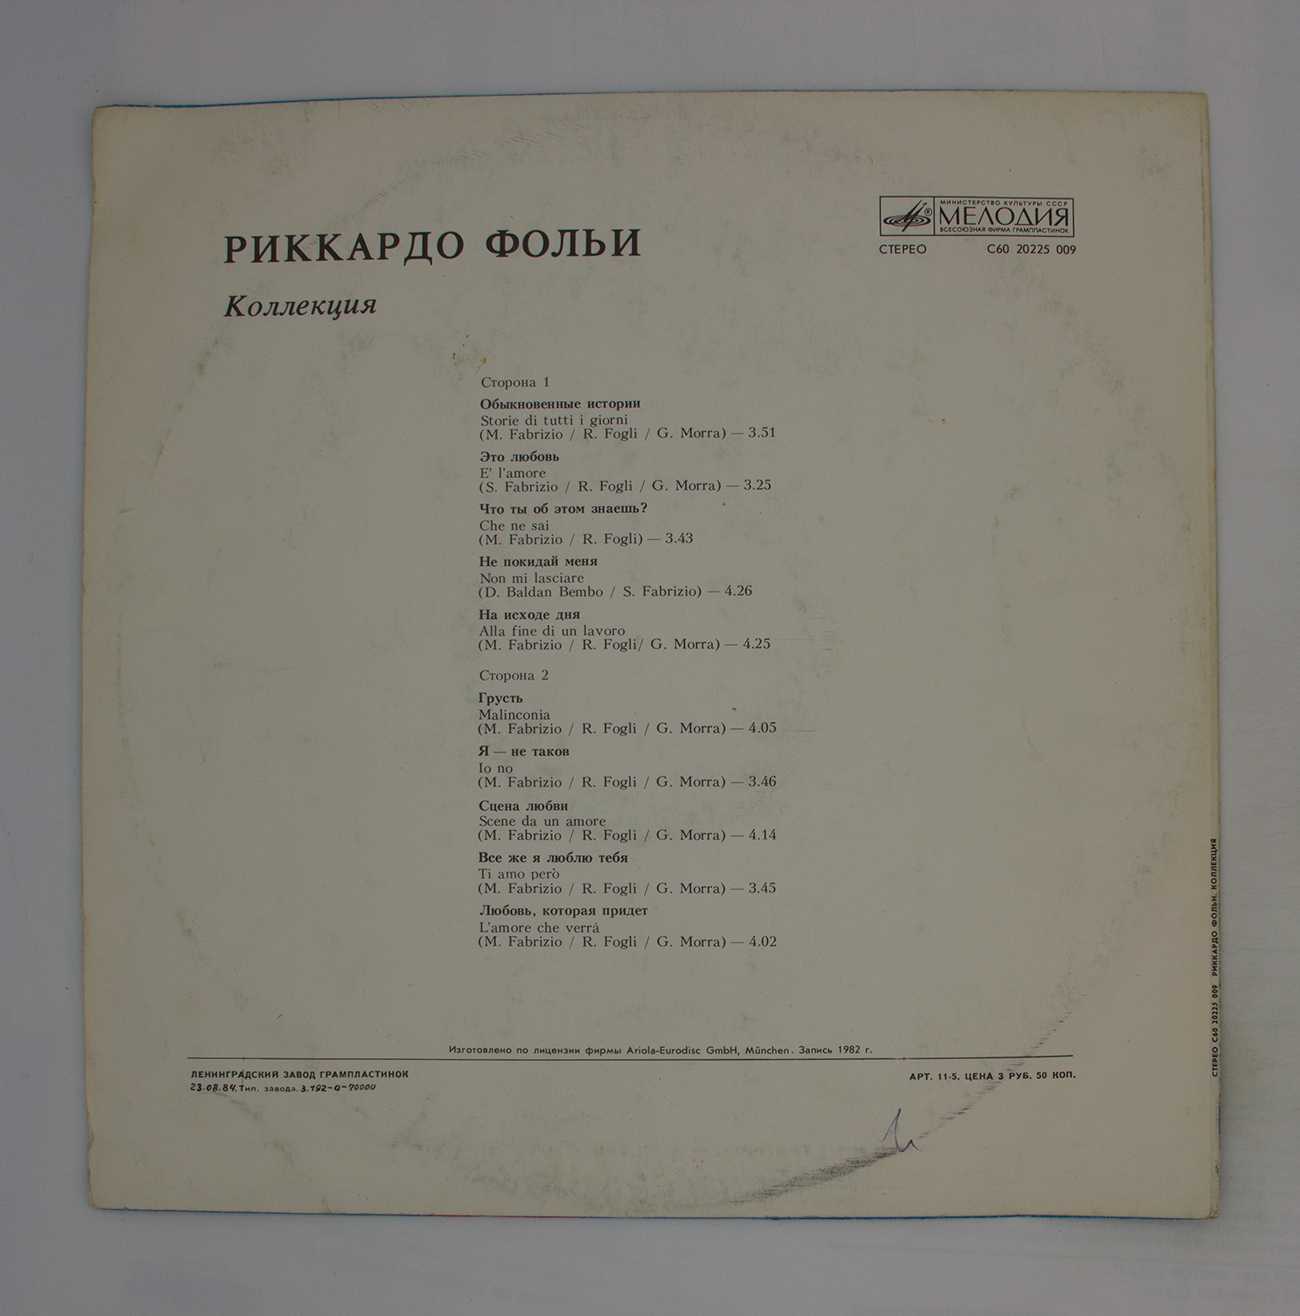 МИНИСТЕРСТВО КУЛЬТУРЫ СССР
МЕЛОДИЯ
ВСЕСОЮЗНАЯ ФИРМА ГРАМПЛАСТИНОК
СТЕРЕО С60 20225 009
РИККАРДО ФОЛЬИ
Коллекция
Сторона 1
Обыкновенные истории
Storie di tutti i giorni
(M. Fabrizio / R. Fogli / G. Morra) — 3.51
Это любовь
E' l'amore
(S. Fabrizio / R. Fogli / G. Morra) — 3.25
Что ты об этом знаешь?
Che ne sai
(M. Fabrizio / R. Fogli) — 3.43
Не покидай меня
Non mi lasciare
(D. Baldan Bembo / S. Fabrizio) — 4.26
На исходе дня
Alla fine di un lavoro
(M. Fabrizio / R. Fogli/ G. Morra) — 4.25
Сторона 2
Грусть
Malinconia
(M. Fabrizio / R. Fogli / G. Morra) — 4.05
Я — не таков
Io no
(M. Fabrizio / R. Fogli / G. Morra) — 3.46
Сцена любви
Scene da un amore
(M. Fabrizio / R. Fogli / G. Morra) — 4.14
Все же я люблю тебя
Ti amo però
(M. Fabrizio / R. Fogli / G. Morra) — 3.45
Любовь, которая придет
L'amore che verrà
(M. Fabrizio / R. Fogli / G. Morra) — 4.02
Изготовлено по лицензии фирмы Ariola-Eurodisc GmbH, München. Запись 1982 г.
ЛЕНИНГРАДСКИЙ ЗАВОД ГРАМПЛАСТИНОК
23.08.84. Тип. завода. З. 192-0-70000
АРТ. 11-5. ЦЕНА 3 РУБ. 50 КОП.
СТЕРЕО С60 20225 009 РИККАРДО ФОЛЬИ. КОЛЛЕКЦИЯ